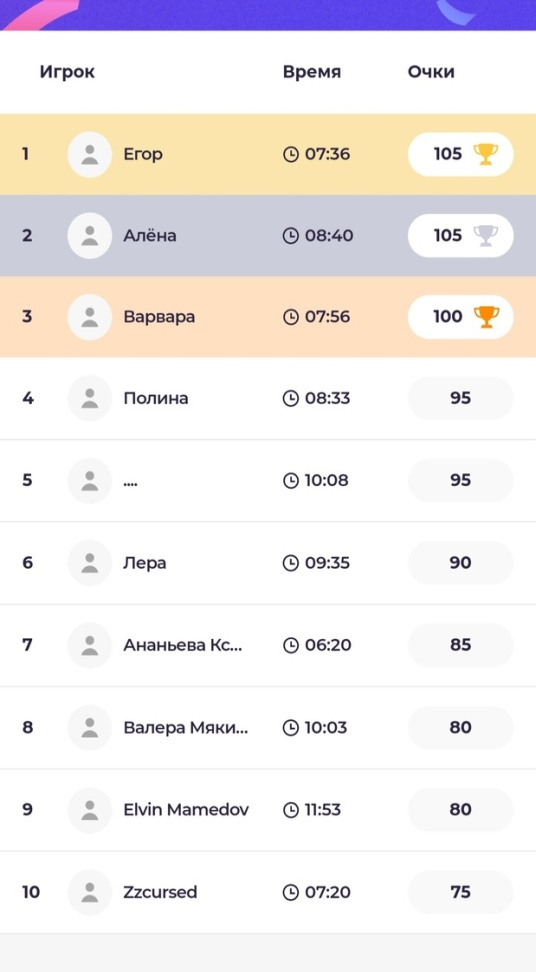 Игрок Время Очки
1 Егор 07:36 105
2 Алёна 08:40 105
3 Варвара 07:56 100
4 Полина 08:33 95
5 .... 10:08 95
6 Лера 09:35 90
7 Ананьева Кс... 06:20 85
8 Валера Мяки... 10:03 80
9 Elvin Mamedov 11:53 80
10 Zzcursed 07:20 75